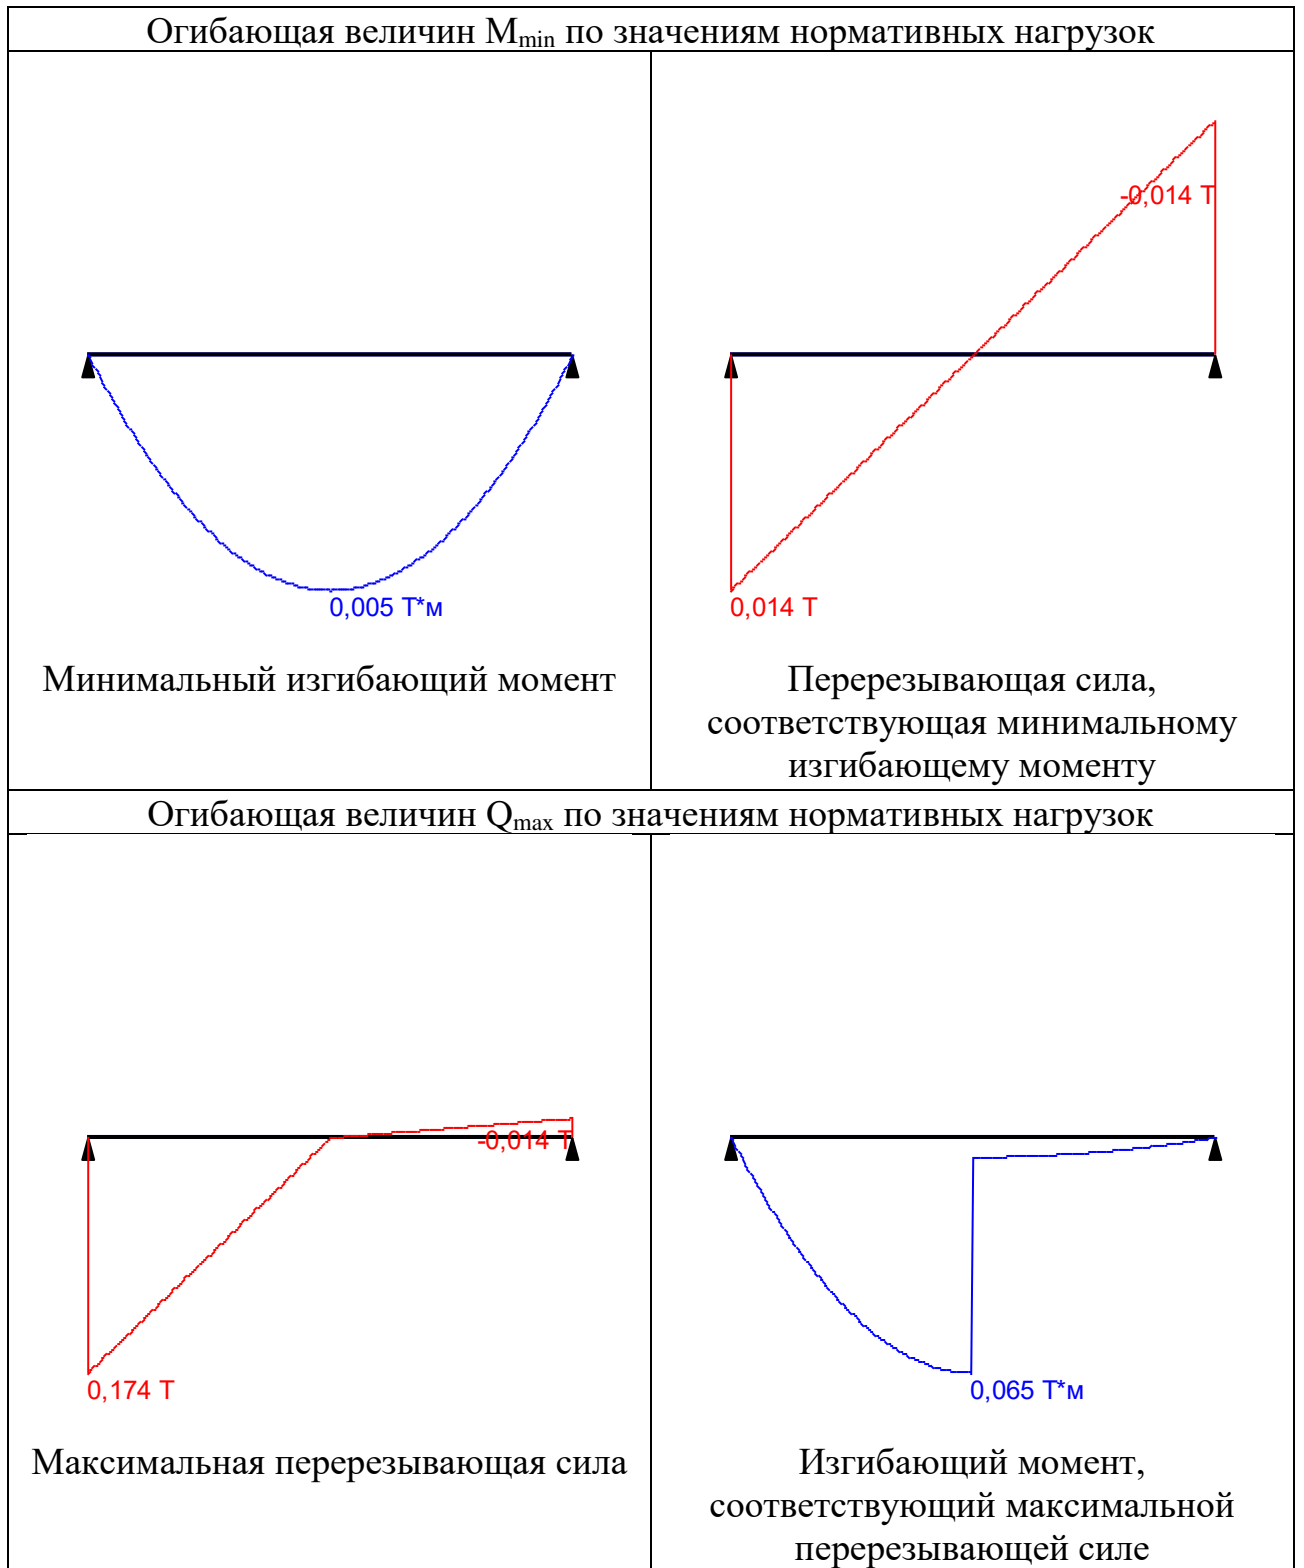 Огибающая величин Mmin по значениям нормативных нагрузок
-0,014 Т
0,005 Т*м
0,014 Т
Минимальный изгибающий момент
Перерезывающая сила,
соответствующая минимальному
изгибающему моменту
Огибающая величин Qmax по значениям нормативных нагрузок
-0,014 Т
0,174 Т
0,065 Т*м
Максимальная перерезывающая сила
Изгибающий момент,
соответствующий максимальной
перерезывающей силе